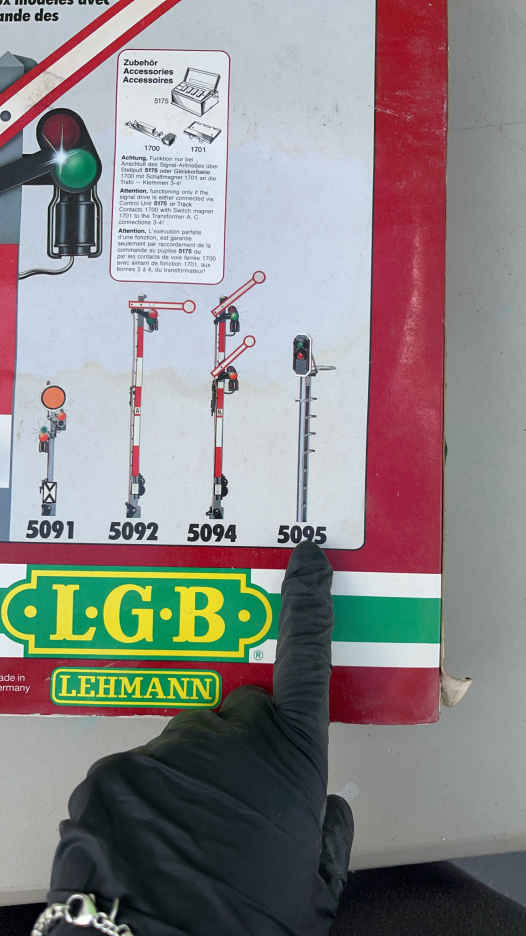 modèles avec
ande des
Zubehör
Accessories
Accessoires
5175
1700
1701
Achtung, Funktion nur bei
Anschluß des Signal-Antriebes über
Stellpult 5175 oder Gleiskontakte
1700 mit Schaltmagnet 1701 an die
Trafo – Klemmen 3-4!
Attention, functioning only if the
signal drive is either connected via
Control Unit 5175 or Track
Contacts 1700 with Switch magnet
1701 to the Transformer A. C.
connections 3-4!
Attention, L'exécution parfaite
d'une fonction, est garantie
seulement par raccordement de la
commande au pupitre 5175 ou
par les contacts de voie ferrée 1700
avec aimant de fonction 1701, aux
bornes 3 à 4, du transformateur!
5091
5092
5094
5095
L·G·B
®
ade in
ermany
LEHMANN